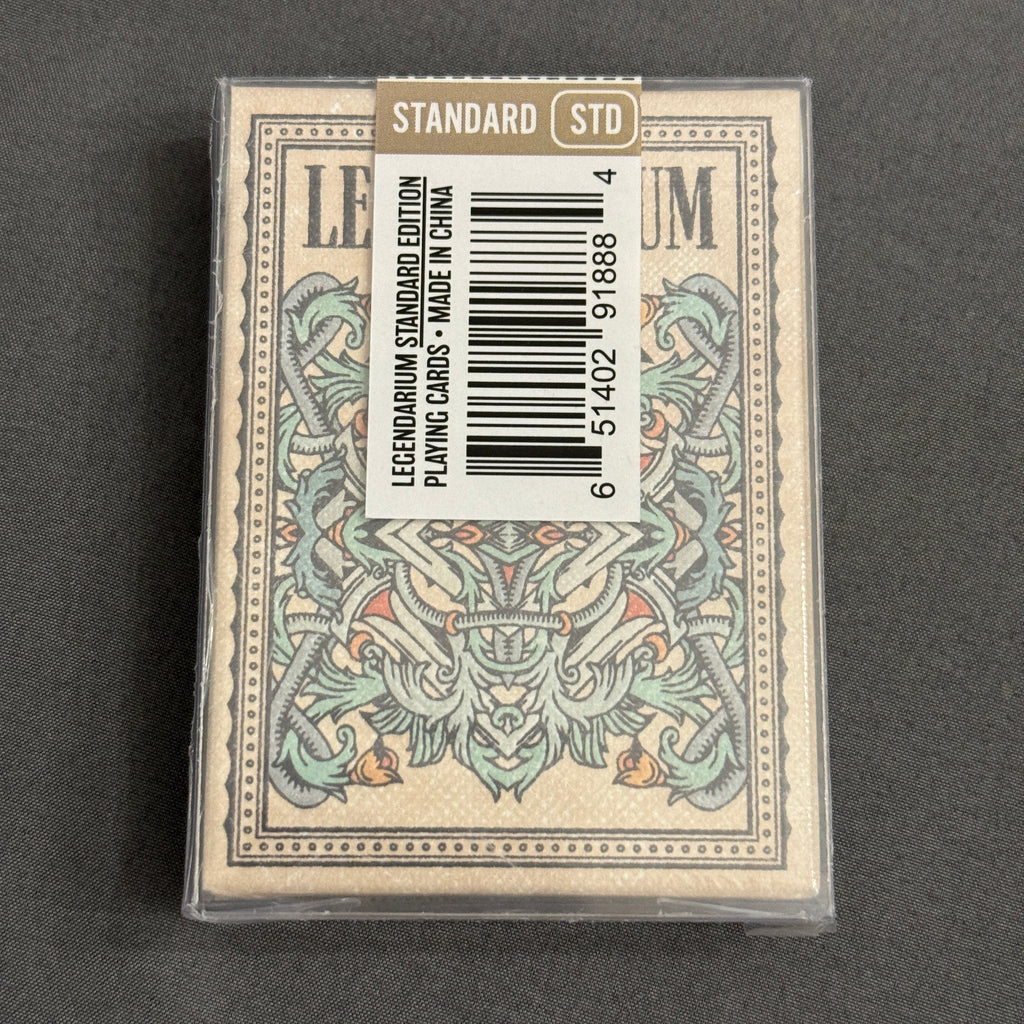 STANDARD STD
LE UM
LEGENDARIUM STANDARD EDITION
PLAYING CARDS • MADE IN CHINA
6 51402 91888 4